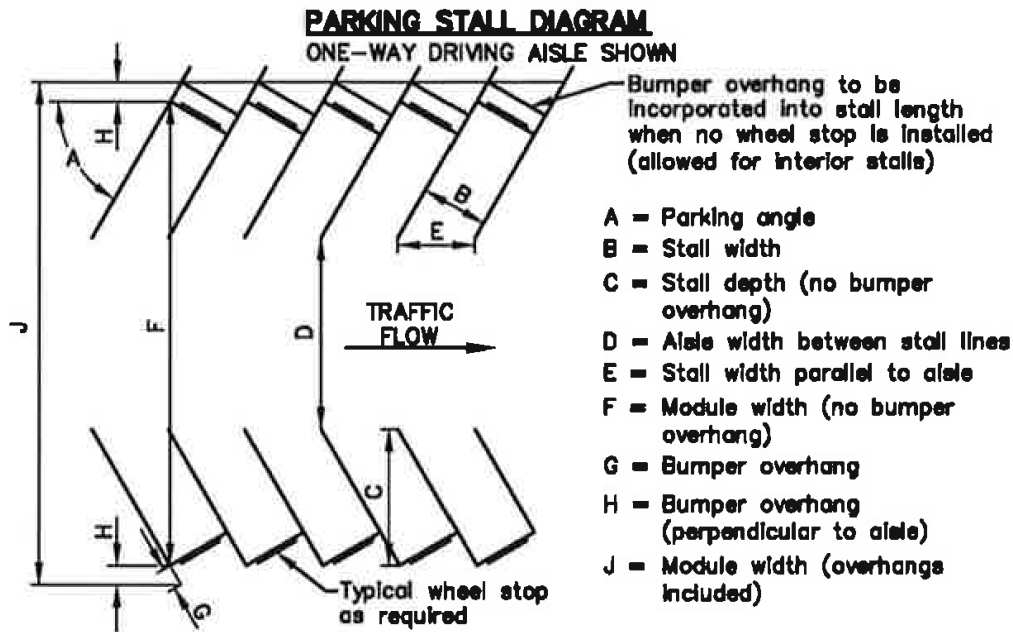 PARKING STALL DIAGRAM
ONE-WAY DRIVING AISLE SHOWN
Bumper overhang to be
incorporated into stall length
when no wheel stop is installed
(allowed for interior stalls)
H
A
B
E
J
F
D
TRAFFIC
FLOW
C
H
G
Typical wheel stop
as required
A = Parking angle
B = Stall width
C = Stall depth (no bumper
overhang)
D = Aisle width between stall lines
E = Stall width parallel to aisle
F = Module width (no bumper
overhang)
G = Bumper overhang
H = Bumper overhang
(perpendicular to aisle)
J = Module width (overhangs
included)